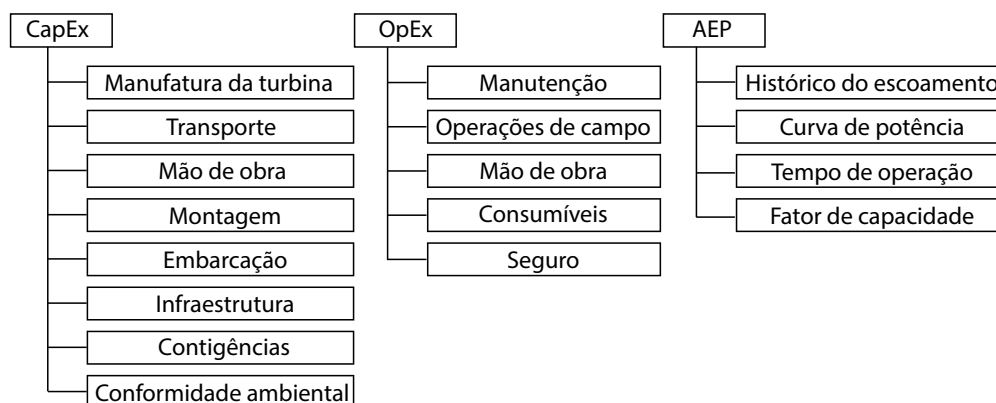 CapEx
Manufatura da turbina
Transporte
Mão de obra
Montagem
Embarcação
Infraestrutura
Contigências
Conformidade ambiental
OpEx
Manutenção
Operações de campo
Mão de obra
Consumíveis
Seguro
AEP
Histórico do escoamento
Curva de potência
Tempo de operação
Fator de capacidade